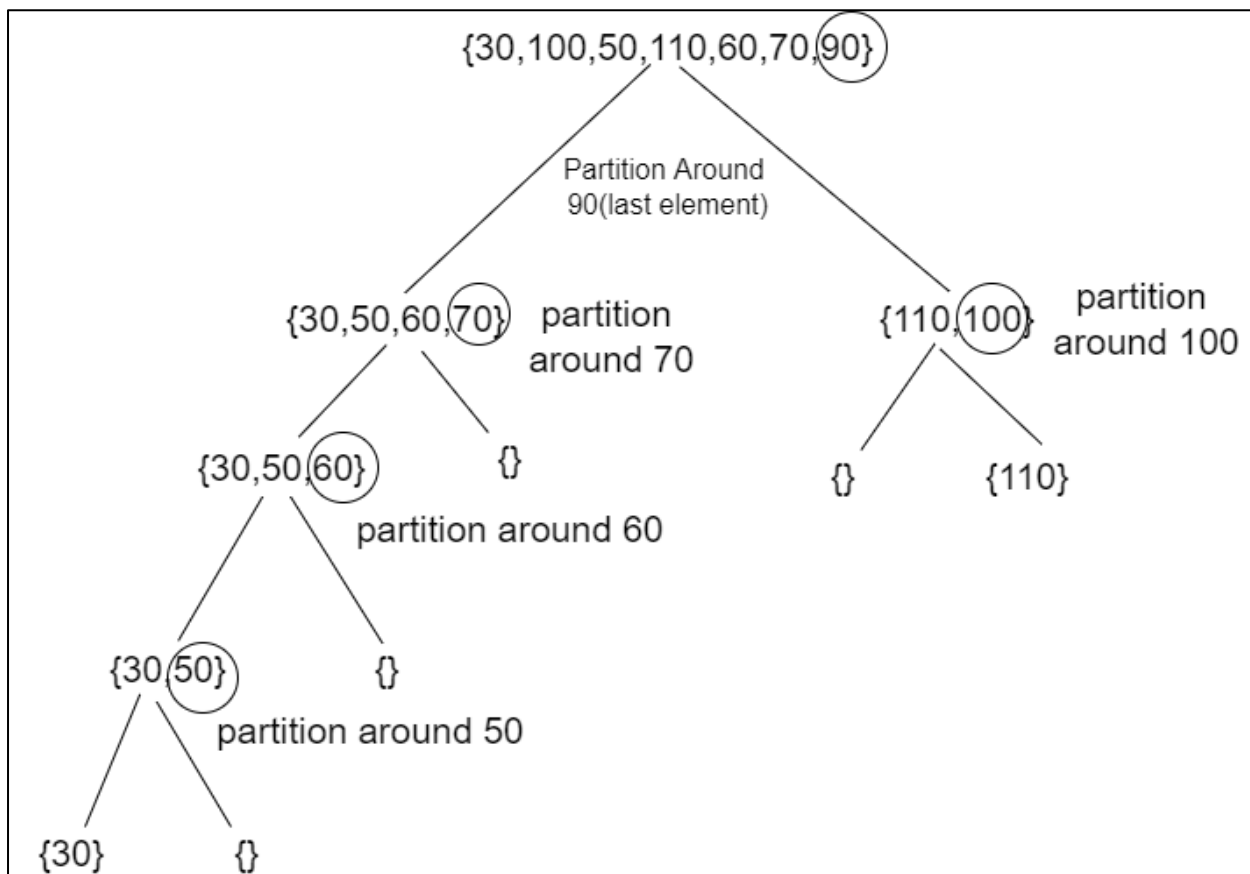 {30,100,50,110,60,70,90}
Partition Around
90(last element)
{30,50,60,70}
partition
around 70
{110,100}
partition
around 100
{30,50,60}
{}
{}
{110}
partition around 60
{30,50}
{}
partition around 50
{30}
{}